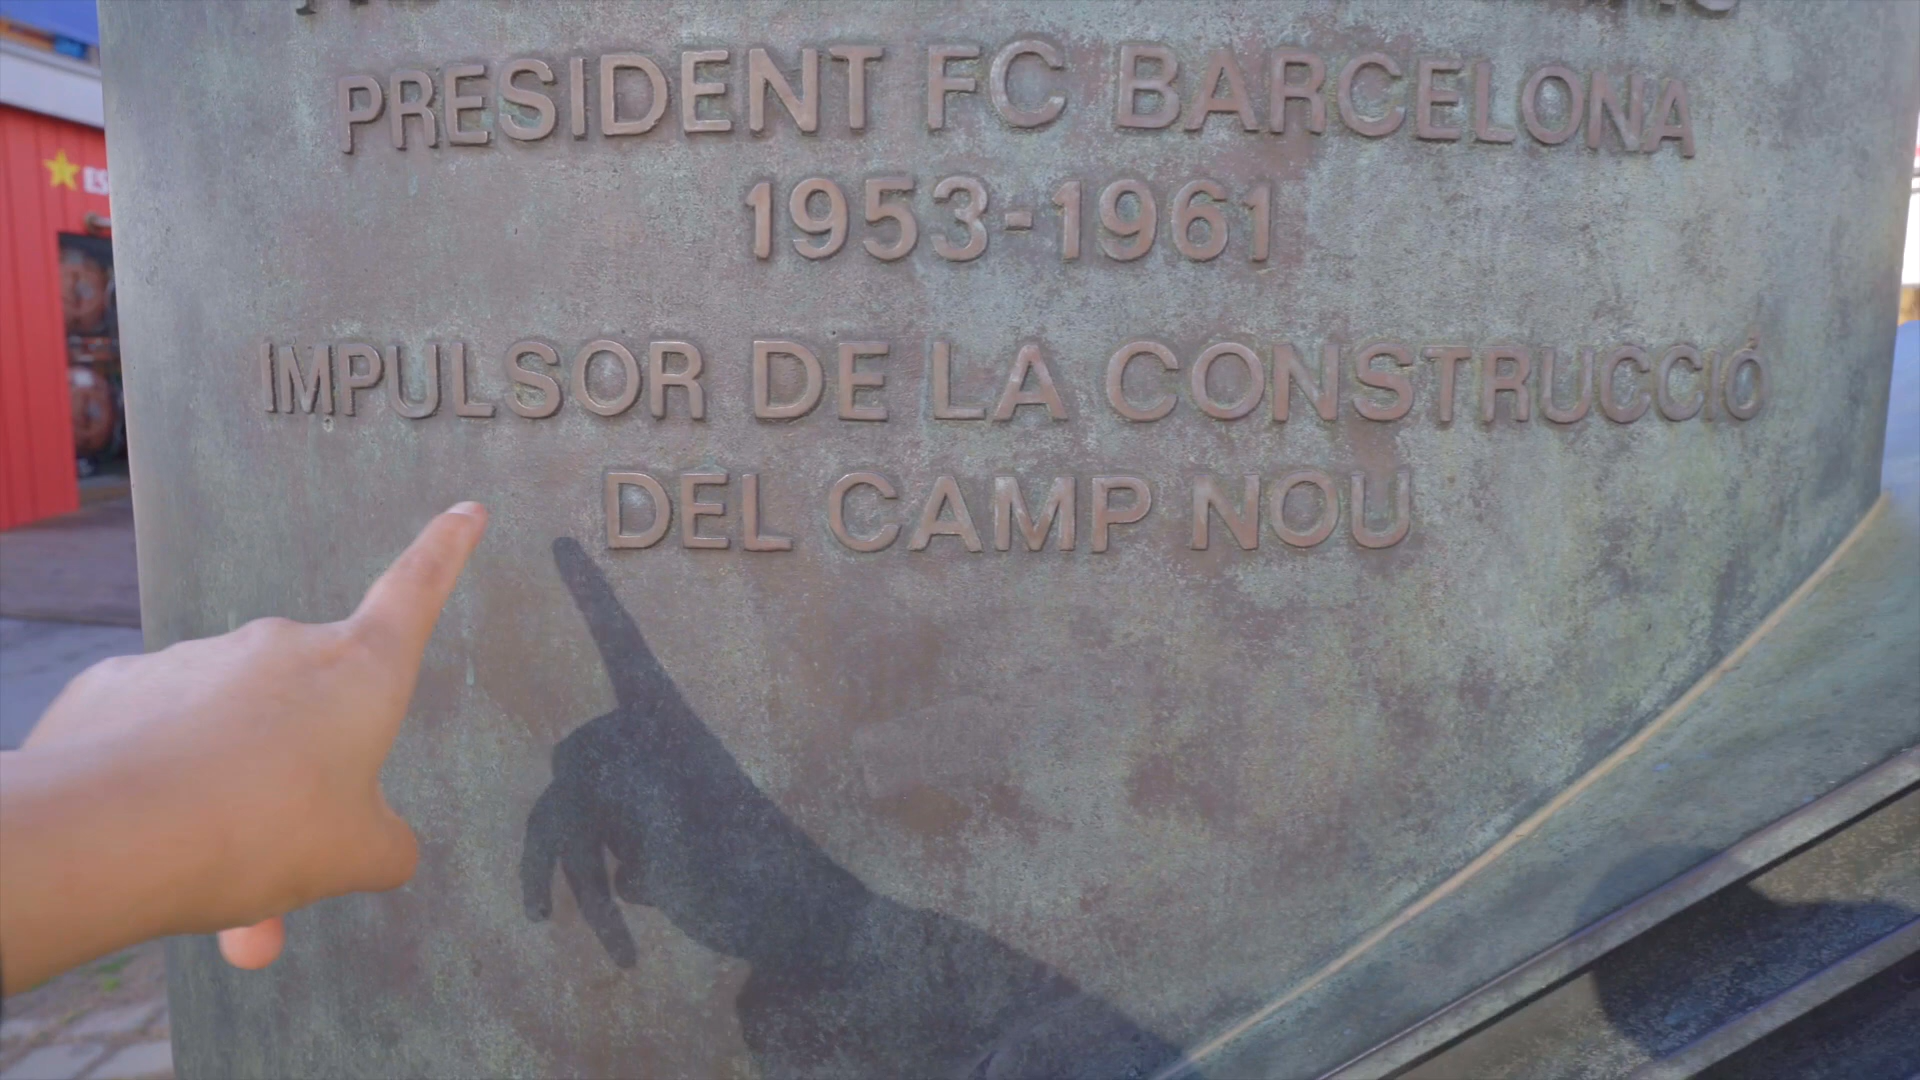 PRESIDENT FC BARCELONA
1953-1961
IMPULSOR DE LA CONSTRUCCIÓ
DEL CAMP NOU